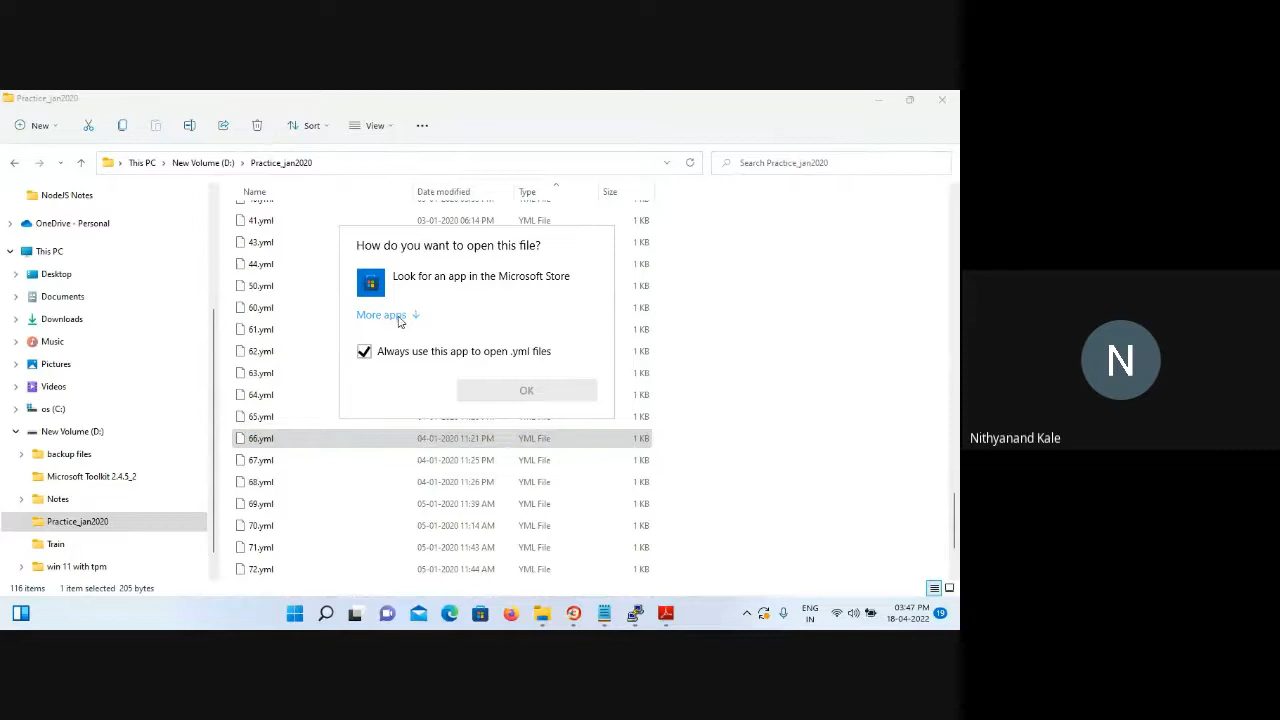 Practice_jan2020
New
Sort
View
This PC
New Volume (D:)
Practice_jan2020
Search Practice_jan2020
NodeJS Notes
OneDrive - Personal
This PC
Desktop
Documents
Downloads
Music
Pictures
Videos
os (C:)
New Volume (D:)
backup files
Microsoft Toolkit 2.4.5_2
Notes
Practice_jan2020
Train
win 11 with tpm
Name Date modified Type Size
41.yml 03-01-2020 06:14 PM YML File 1 KB
43.yml 1 KB
44.yml 1 KB
50.yml 1 KB
60.yml 1 KB
61.yml 1 KB
62.yml 1 KB
63.yml 1 KB
64.yml 1 KB
65.yml 1 KB
66.yml 04-01-2020 11:21 PM YML File 1 KB
67.yml 04-01-2020 11:25 PM YML File 1 KB
68.yml 04-01-2020 11:26 PM YML File 1 KB
69.yml 05-01-2020 11:39 AM YML File 1 KB
70.yml 05-01-2020 11:14 AM YML File 1 KB
71.yml 05-01-2020 11:43 AM YML File 1 KB
72.yml 05-01-2020 11:44 AM YML File 1 KB
How do you want to open this file?
Look for an app in the Microsoft Store
More apps
Always use this app to open .yml files
OK
116 items 1 item selected 205 bytes
ENG
IN
03:47 PM
18-04-2022
19
N
Nithyanand Kale